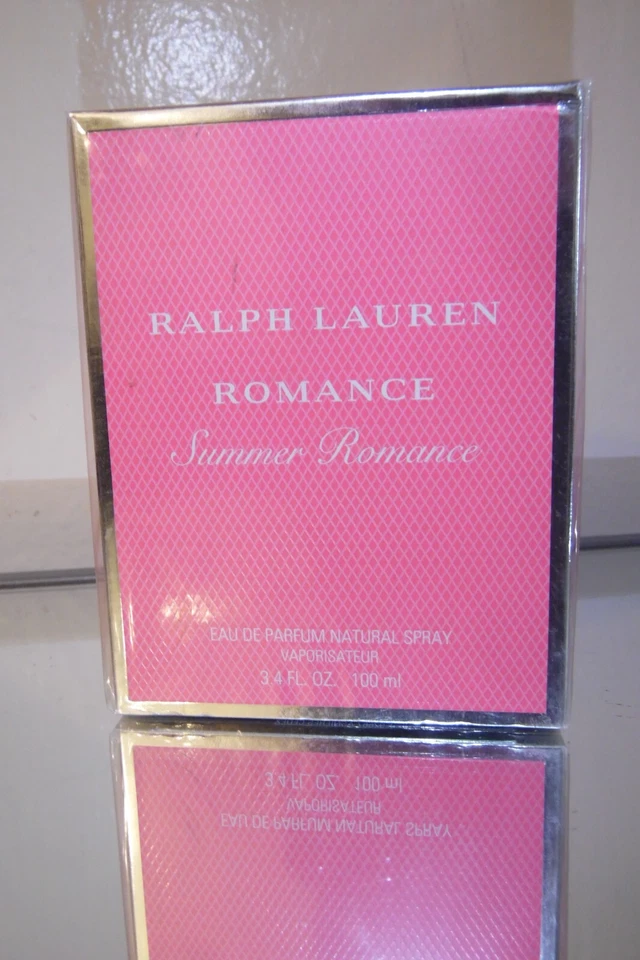 RALPH LAUREN
ROMANCE
Summer Romance
EAU DE PARFUM NATURAL SPRAY
VAPORISATEUR
3.4 FL. OZ. 100 ml